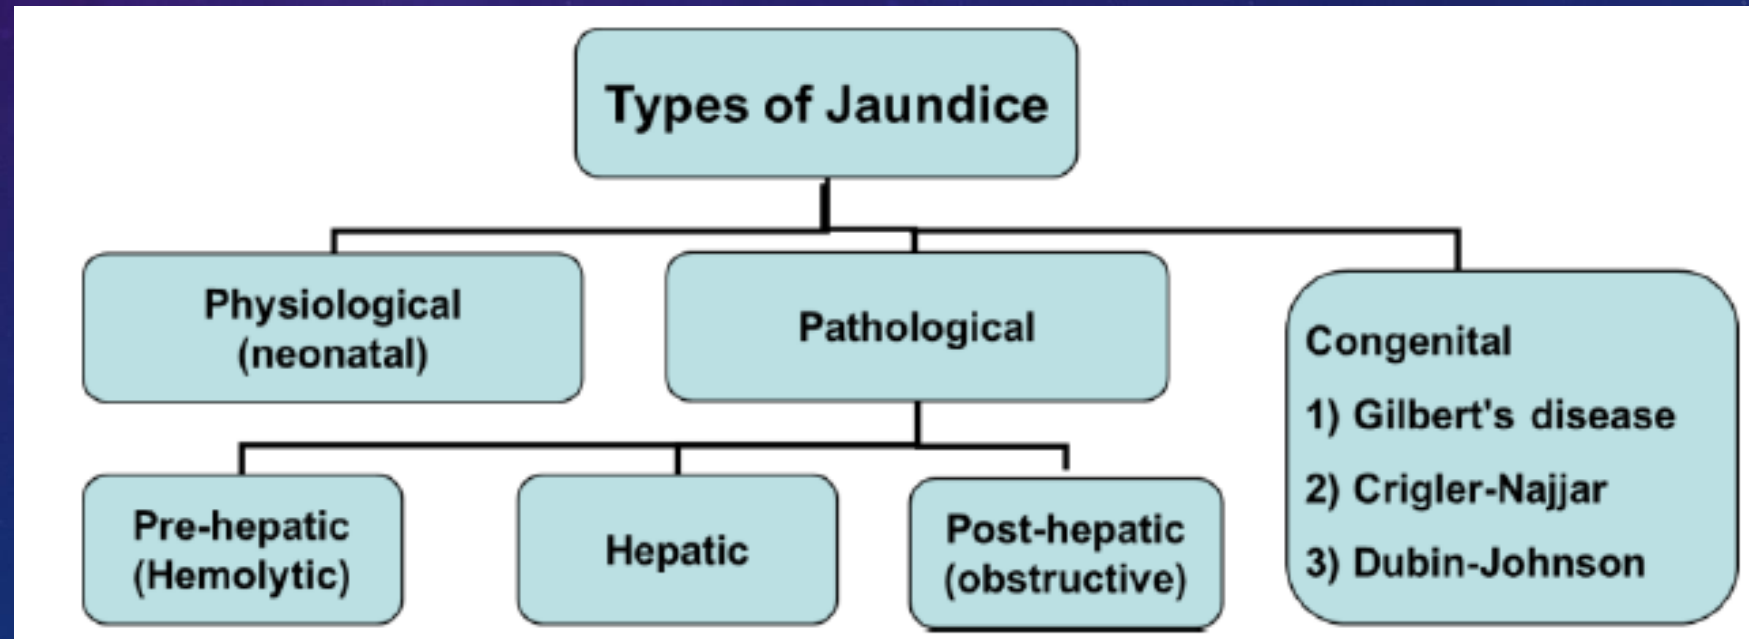 Types of Jaundice
Physiological
(neonatal)
Pathological
Congenital
1) Gilbert's disease
2) Crigler-Najjar
3) Dubin-Johnson
Pre-hepatic
(Hemolytic)
Hepatic
Post-hepatic
(obstructive)